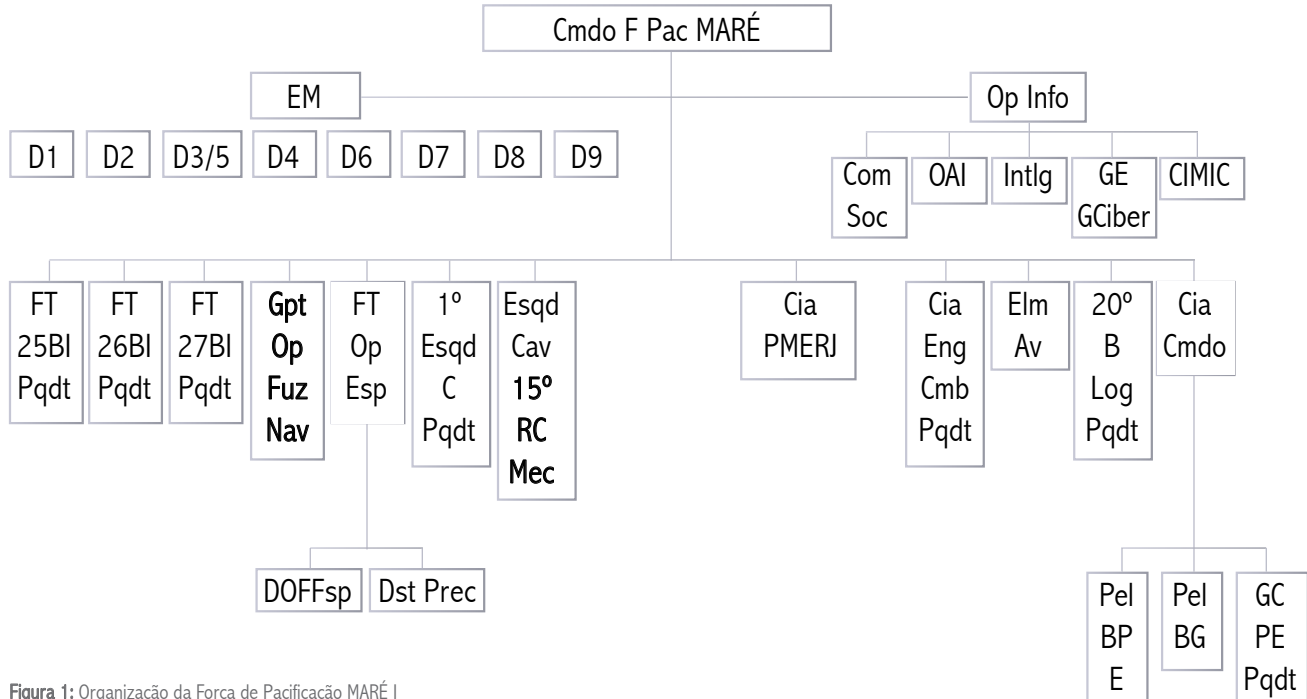 Cmdo F Pac MARÉ
EM
Op Info
D1
D2
D3/5
D4
D6
D7
D8
D9
Com
Soc
OAI
Intlg
GE
GCiber
CIMIC
FT
25BI
Pqdt
FT
26BI
Pqdt
FT
27BI
Pqdt
Gpt
Op
Fuz
Nav
FT
Op
Esp
1º
Esqd
C
Pqdt
Esqd
Cav
15º
RC
Mec
Cia
PMERJ
Cia
Eng
Cmb
Pqdt
Elm
Av
20º
B
Log
Pqdt
Cia
Cmdo
DOFFsp
Dst Prec
Pel
BP
E
Pel
BG
GC
PE
Pqdt
Figura 1: Organização da Força de Pacificação MARÉ I